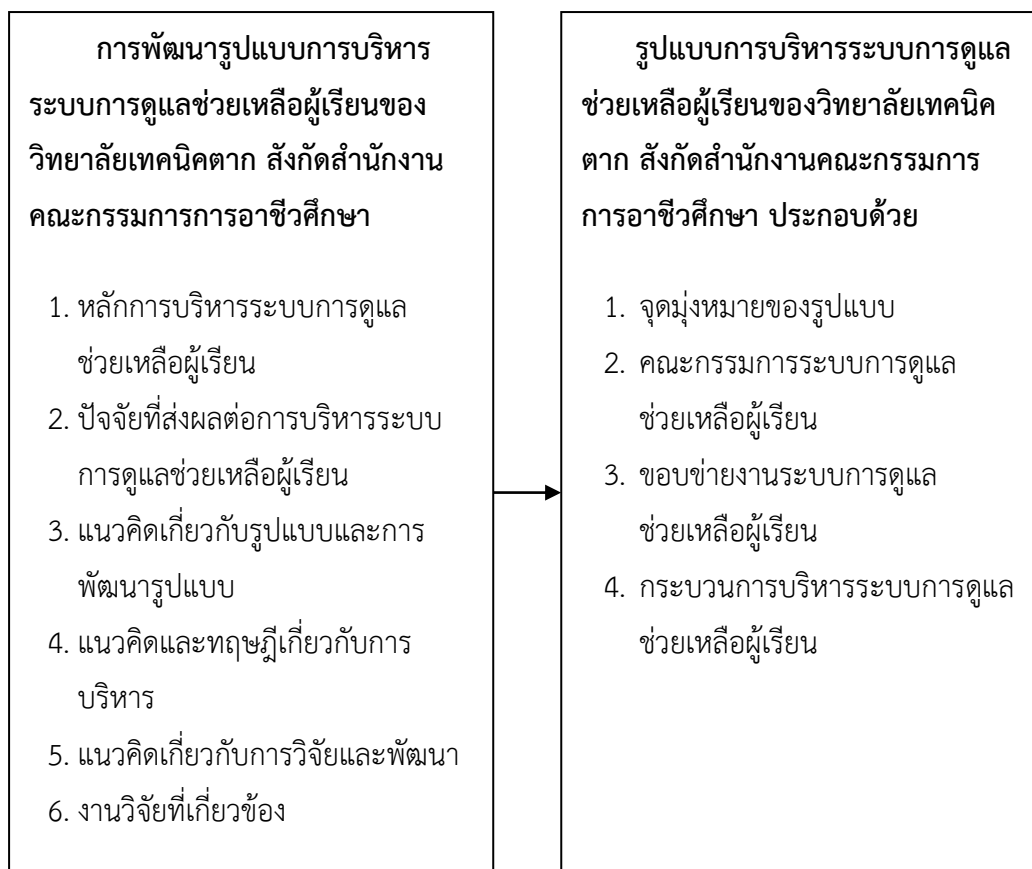 การพัฒนารูปแบบการบริหาร
ระบบการดูแลช่วยเหลือผู้เรียนของ
วิทยาลัยเทคนิคตาก สังกัดสำนักงาน
คณะกรรมการการอาชีวศึกษา
1. หลักการบริหารระบบการดูแล
ช่วยเหลือผู้เรียน
2. ปัจจัยที่ส่งผลต่อการบริหารระบบ
การดูแลช่วยเหลือผู้เรียน
3. แนวคิดเกี่ยวกับรูปแบบและการ
พัฒนารูปแบบ
4. แนวคิดและทฤษฎีเกี่ยวกับการ
บริหาร
5. แนวคิดเกี่ยวกับการวิจัยและพัฒนา
6. งานวิจัยที่เกี่ยวข้อง
รูปแบบการบริหารระบบการดูแล
ช่วยเหลือผู้เรียนของวิทยาลัยเทคนิค
ตาก สังกัดสำนักงานคณะกรรมการ
การอาชีวศึกษา ประกอบด้วย
1. จุดมุ่งหมายของรูปแบบ
2. คณะกรรมการระบบการดูแล
ช่วยเหลือผู้เรียน
3. ขอบข่ายงานระบบการดูแล
ช่วยเหลือผู้เรียน
4. กระบวนการบริหารระบบการดูแล
ช่วยเหลือผู้เรียน